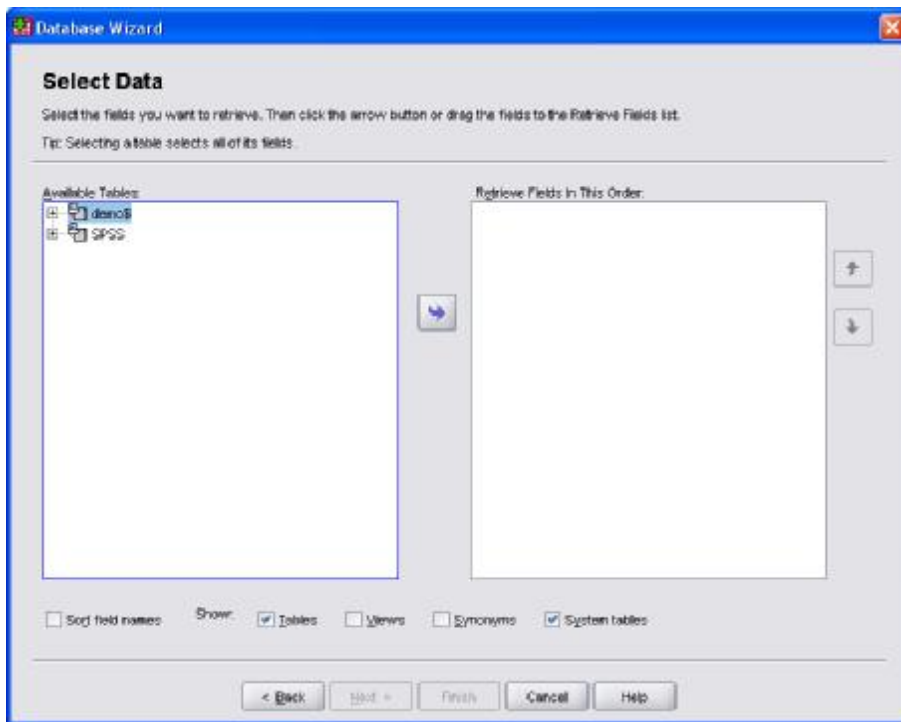 Database Wizard
Select Data
Select the fields you want to retrieve. Then click the arrow button or drag the fields to the Retrieve Fields list.
Tip: Selecting a table selects all of its fields.
Available Tables:
Retrieve Fields In This Order:
demo$
SPSS
Sort field names
Show:
Tables
Views
Synonyms
System tables
< Back
Next >
Finish
Cancel
Help